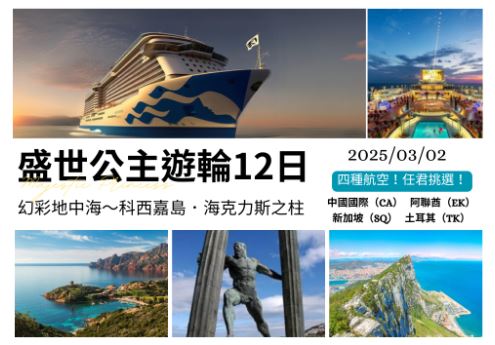 盛世公主遊輪12日
Majestic Princess
幻彩地中海～科西嘉島．海克力斯之柱
2025/03/02
四種航空！任君挑選！
中國國際（CA） 阿聯酋（EK）
新加坡（SQ） 土耳其（TK）